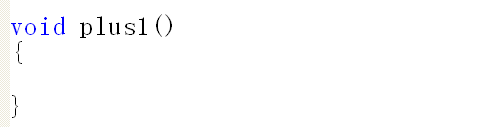 void plus1()
{
}